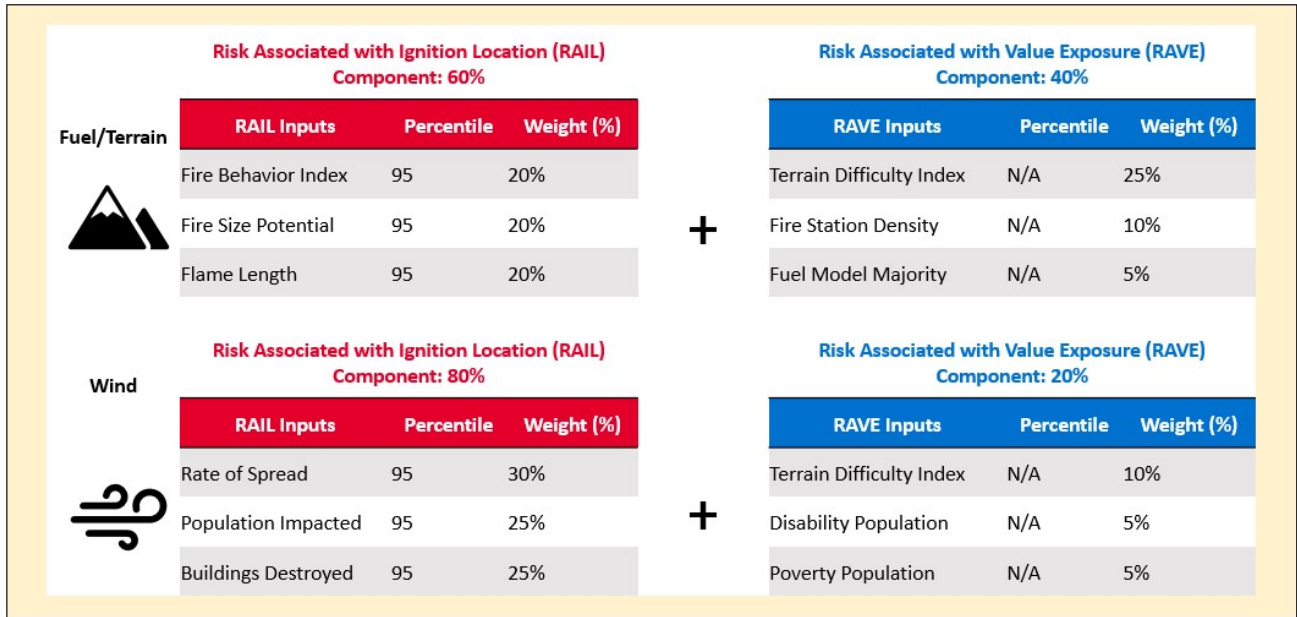 Risk Associated with Ignition Location (RAIL)
Component: 60%
Risk Associated with Value Exposure (RAVE)
Component: 40%
Fuel/Terrain
RAIL Inputs Percentile Weight (%)
Fire Behavior Index 95 20%
Fire Size Potential 95 20%
Flame Length 95 20%
+
RAVE Inputs Percentile Weight (%)
Terrain Difficulty Index N/A 25%
Fire Station Density N/A 10%
Fuel Model Majority N/A 5%
Risk Associated with Ignition Location (RAIL)
Component: 80%
Risk Associated with Value Exposure (RAVE)
Component: 20%
Wind
RAIL Inputs Percentile Weight (%)
Rate of Spread 95 30%
Population Impacted 95 25%
Buildings Destroyed 95 25%
+
RAVE Inputs Percentile Weight (%)
Terrain Difficulty Index N/A 10%
Disability Population N/A 5%
Poverty Population N/A 5%